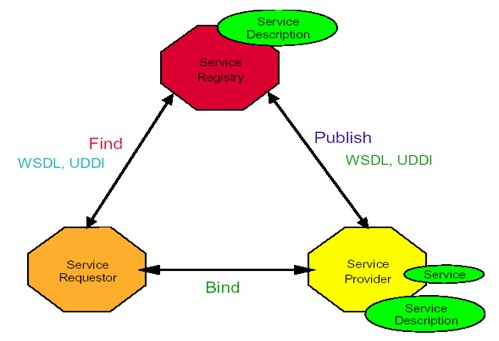 Service
Description
Service
Registry
Find
WSDL, UDDI
Publish
WSDL, UDDI
Service
Requestor
Bind
Service
Provider
Service
Service
Description